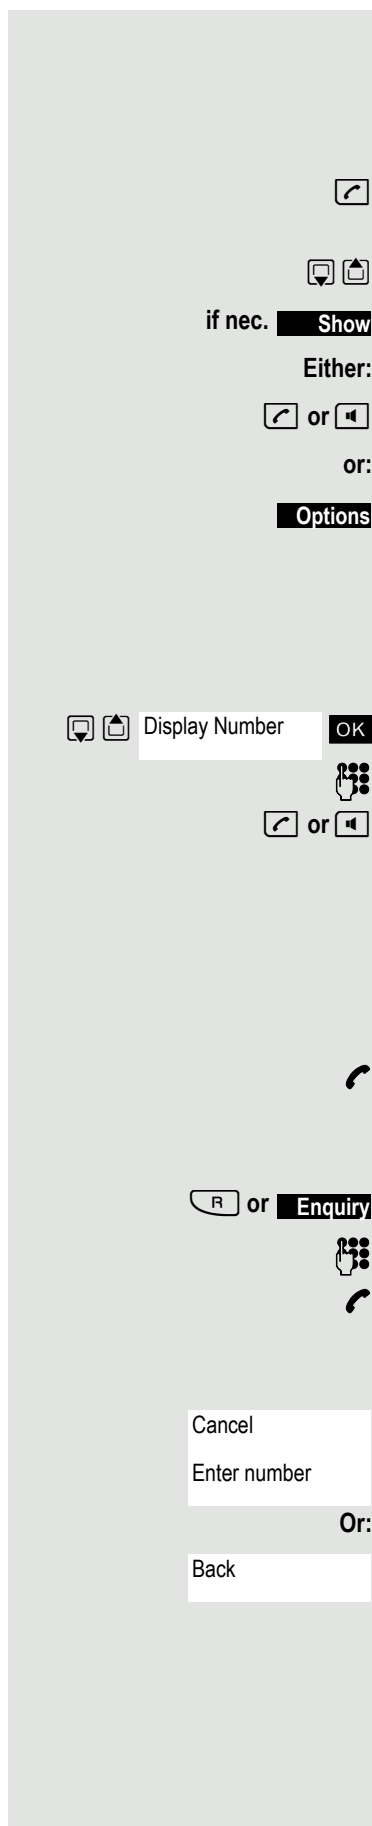 if nec. Show
Either:
or
or:
Options
Display Number OK
or
R or Enquiry
Cancel
Enter number
Or:
Back